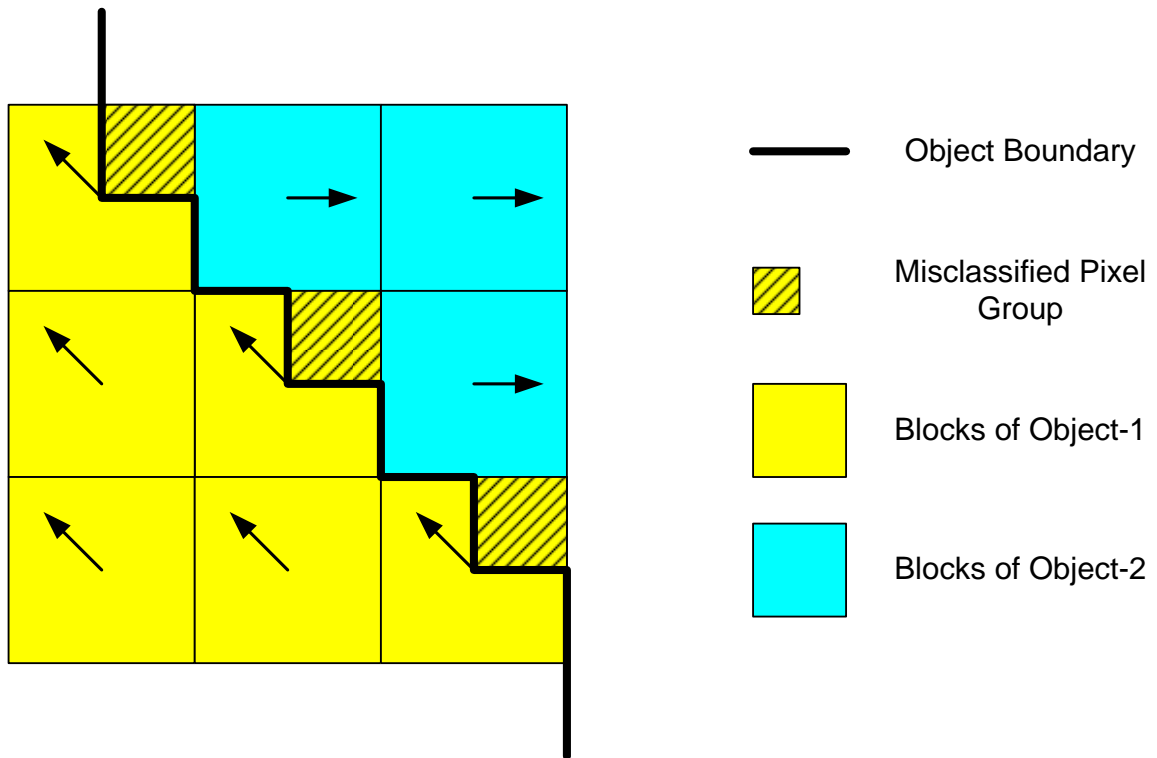 Object Boundary
Misclassified Pixel
Group
Blocks of Object-1
Blocks of Object-2